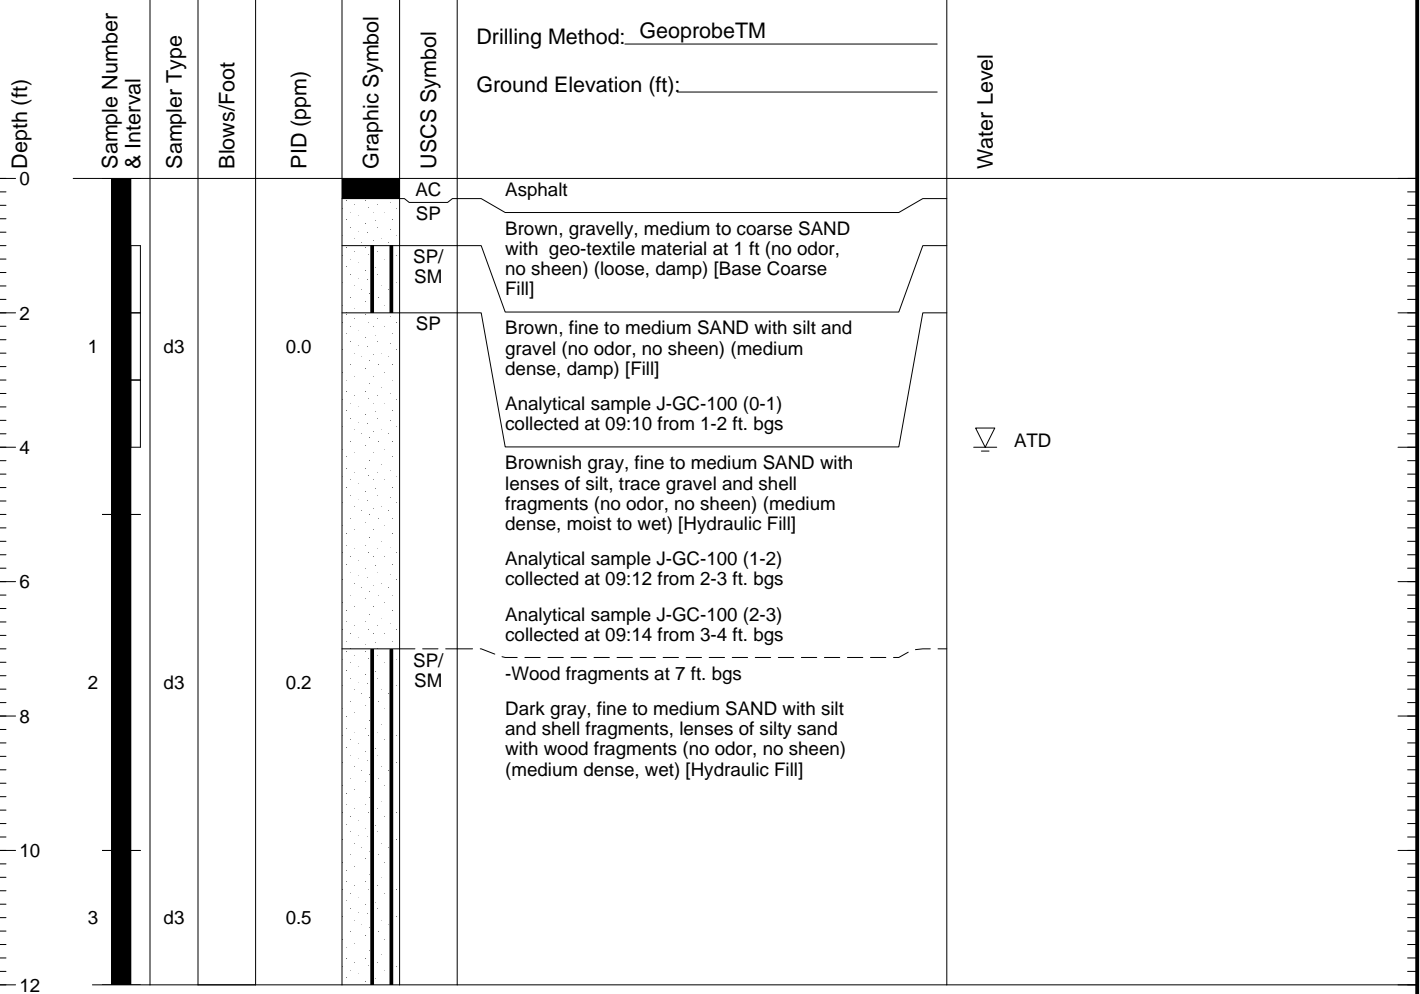 Depth (ft)
Sample Number
& Interval
Sampler Type
Blows/Foot
PID (ppm)
Graphic Symbol
USCS Symbol
Drilling Method: GeoprobeTM
Ground Elevation (ft):
Water Level
0
AC
Asphalt
SP
Brown, gravelly, medium to coarse SAND
with geo-textile material at 1 ft (no odor,
no sheen) (loose, damp) [Base Coarse
Fill]
SP/
SM
2
SP
Brown, fine to medium SAND with silt and
gravel (no odor, no sheen) (medium
dense, damp) [Fill]
1 d3 0.0
Analytical sample J-GC-100 (0-1)
collected at 09:10 from 1-2 ft. bgs
4
ATD
Brownish gray, fine to medium SAND with
lenses of silt, trace gravel and shell
fragments (no odor, no sheen) (medium
dense, moist to wet) [Hydraulic Fill]
Analytical sample J-GC-100 (1-2)
collected at 09:12 from 2-3 ft. bgs
6
Analytical sample J-GC-100 (2-3)
collected at 09:14 from 3-4 ft. bgs
SP/
SM
-Wood fragments at 7 ft. bgs
2 d3 0.2
Dark gray, fine to medium SAND with silt
and shell fragments, lenses of silty sand
with wood fragments (no odor, no sheen)
(medium dense, wet) [Hydraulic Fill]
8
10
3 d3 0.5
12